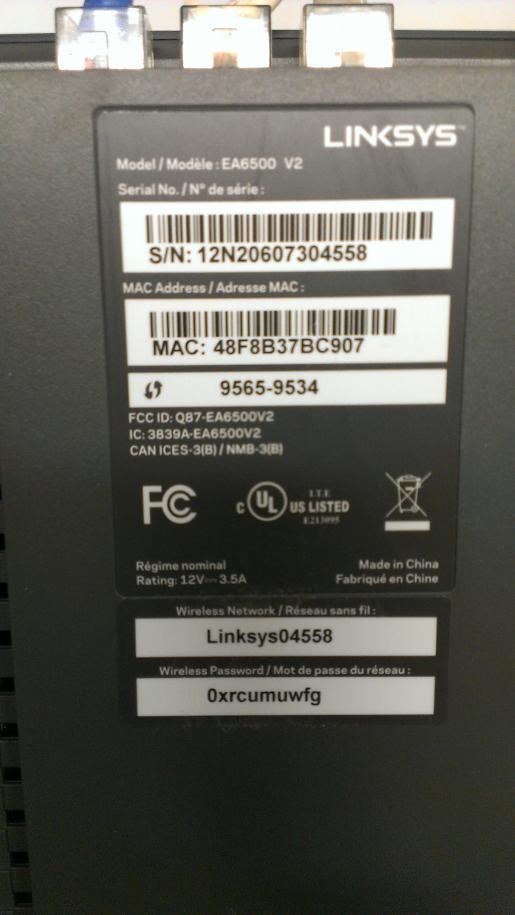 LINKSYS™
Model / Modèle : EA6500 V2
Serial No. / N° de série :
S/N: 12N20607304558
MAC Address / Adresse MAC :
MAC: 48F8B37BC907
9565-9534
FCC ID: Q87-EA6500V2
IC: 3839A-EA6500V2
CAN ICES-3(B) / NMB-3(B)
FC
C UL US LISTED
I.T.E
E213095
Régime nominal
Rating: 12V⎓3.5A
Made in China
Fabriqué en Chine
Wireless Network / Réseau sans fil :
Linksys04558
Wireless Password / Mot de passe du réseau :
0xrcumuwfg